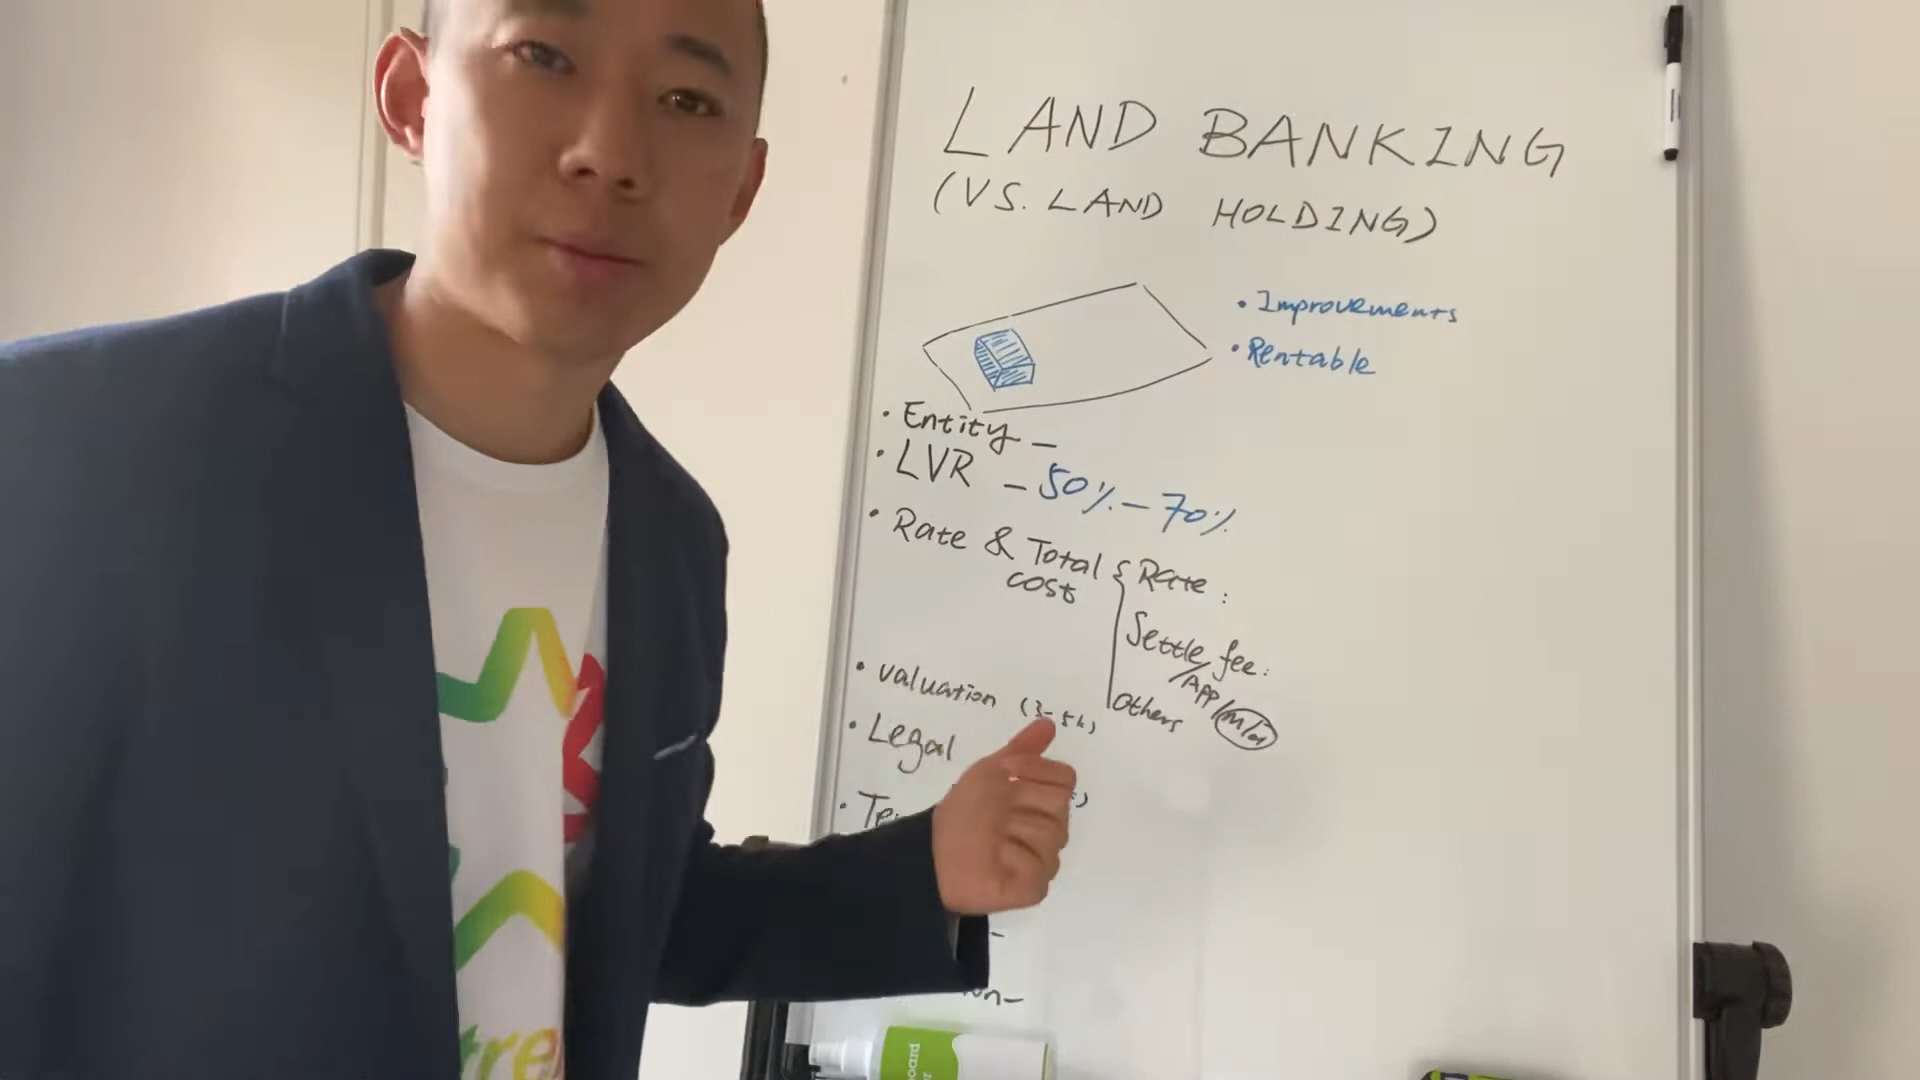 LAND BANKING
(VS. LAND HOLDING)
• Improvements
• Rentable
• Entity –
• LVR – 50% – 70%
• Rate & Total cost { Rate :
Settle fee :
/App/
Others
• valuation (3-5k)
• Legal